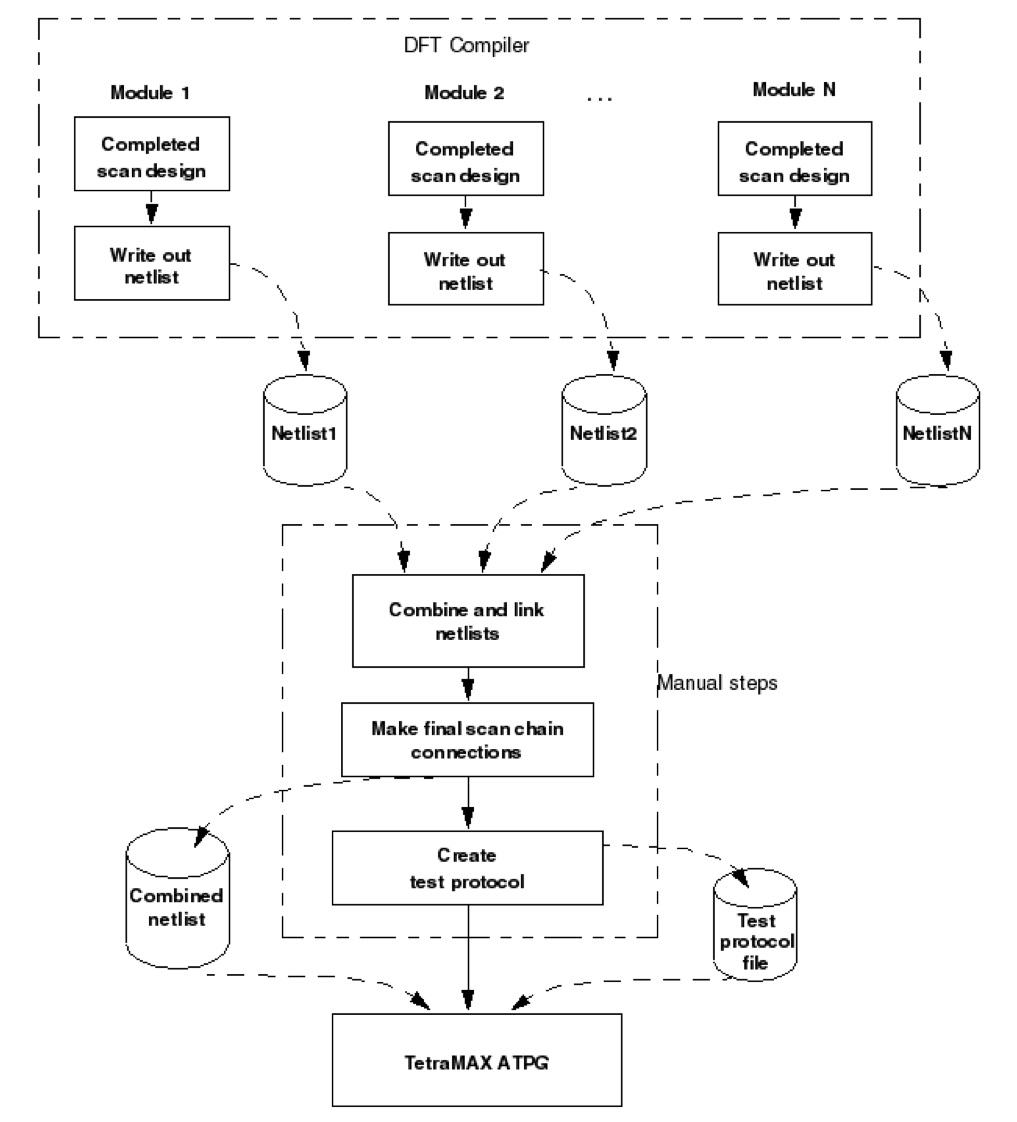 DFT Compiler
Module 1
Module 2
...
Module N
Completed
scan design
Completed
scan design
Completed
scan design
Write out
netlist
Write out
netlist
Write out
netlist
Netlist1
Netlist2
NetlistN
Combine and link
netlists
Manual steps
Make final scan chain
connections
Create
test protocol
Combined
netlist
Test
protocol
file
TetraMAX ATPG